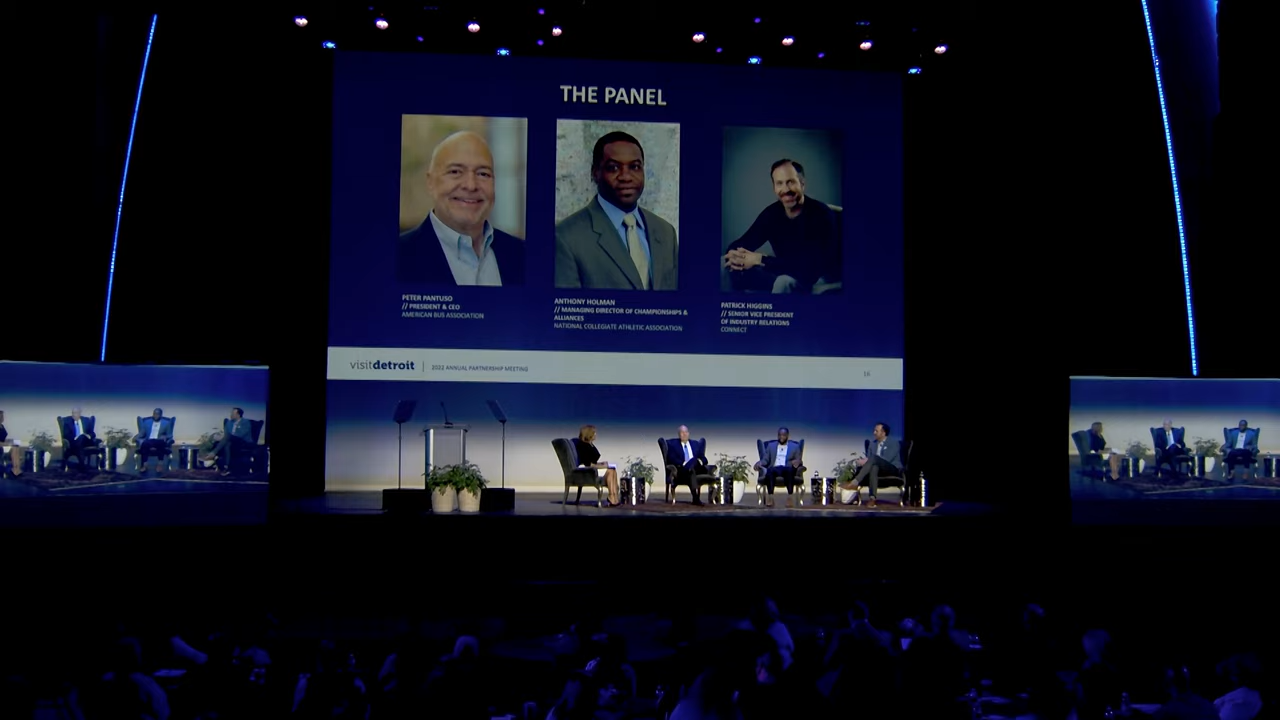 THE PANEL
PETER PANTUSO
// PRESIDENT & CEO
AMERICAN BUS ASSOCIATION
ANTHONY HOLMAN
// MANAGING DIRECTOR OF CHAMPIONSHIPS &
ALLIANCES
NATIONAL COLLEGIATE ATHLETIC ASSOCIATION
PATRICK HIGGINS
// SENIOR VICE PRESIDENT
OF INDUSTRY RELATIONS
CONNECT
visitdetroit | 2022 ANNUAL PARTNERSHIP MEETING
16